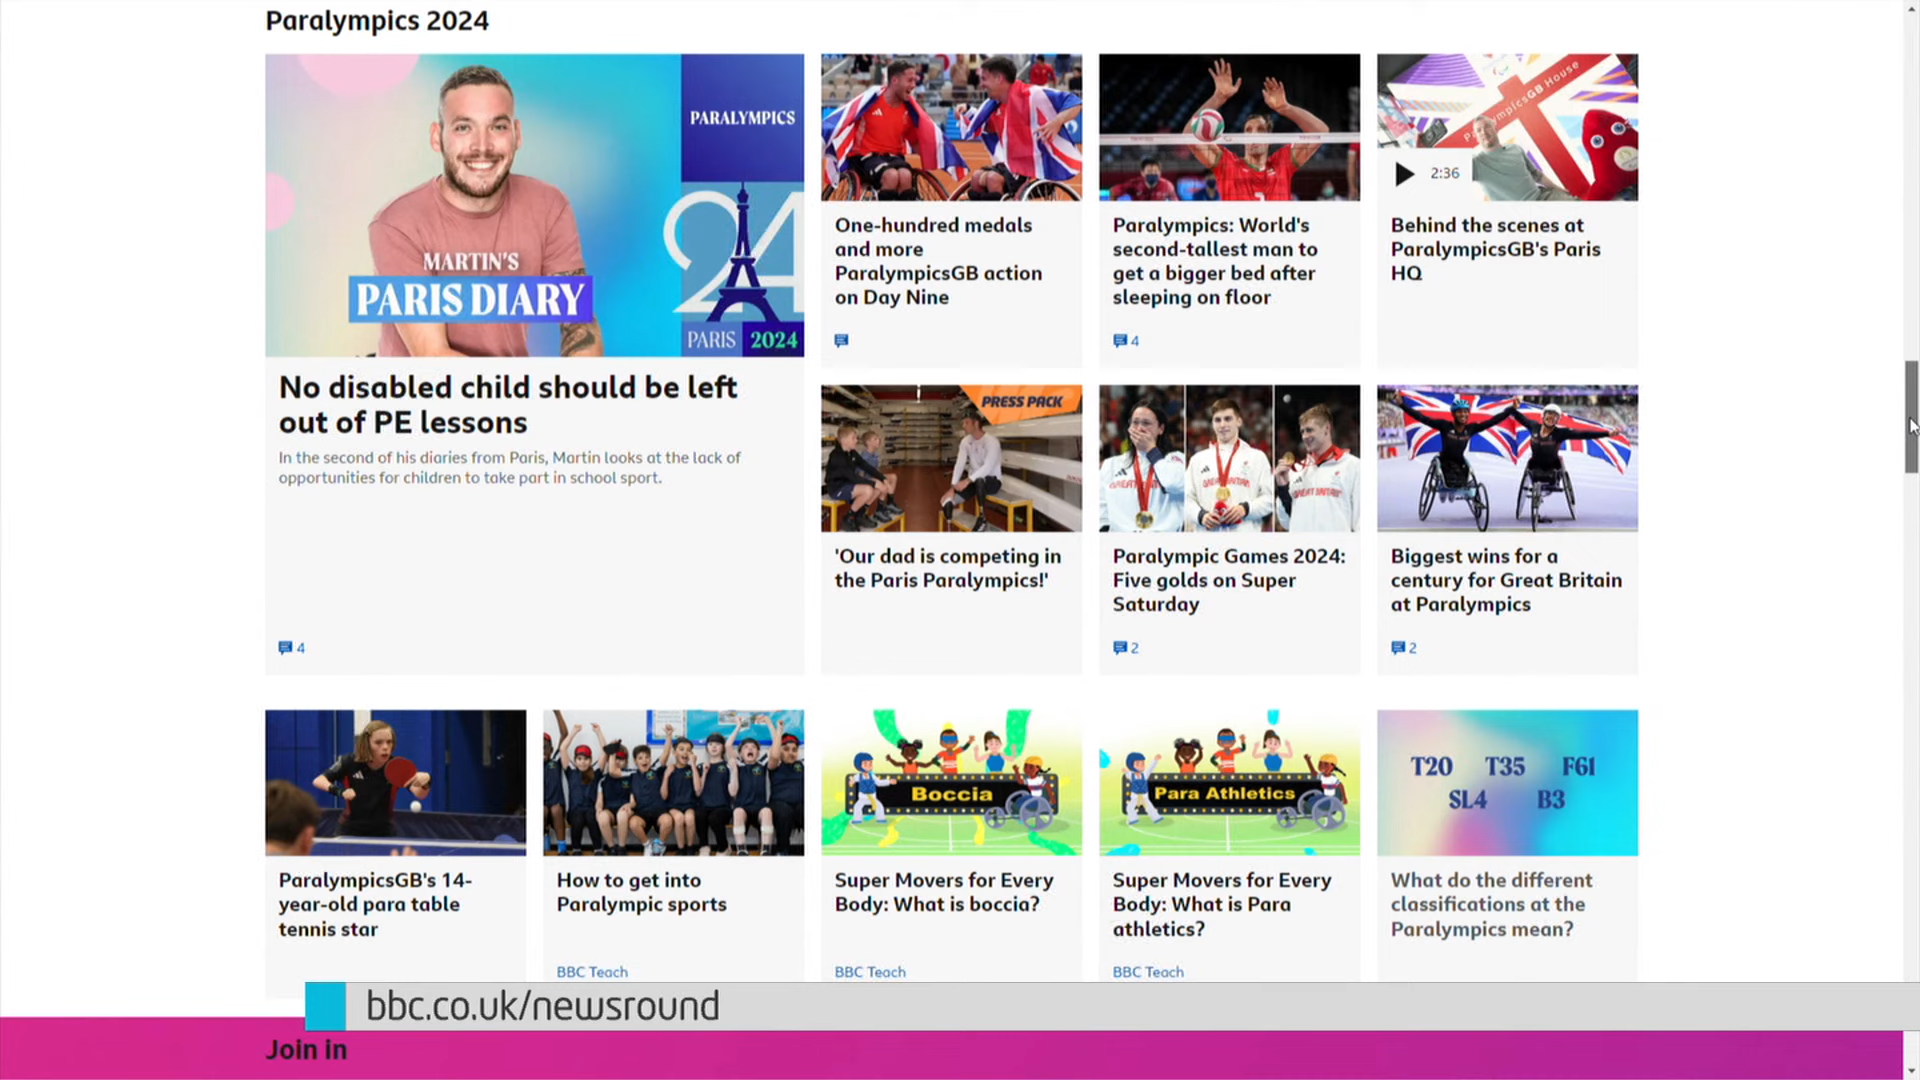 Paralympics 2024
PARALYMPICS
24
MARTIN'S
PARIS DIARY
PARIS 2024
No disabled child should be left
out of PE lessons
In the second of his diaries from Paris, Martin looks at the lack of
opportunities for children to take part in school sport.
4
One-hundred medals
and more
ParalympicsGB action
on Day Nine
Paralympics: World's
second-tallest man to
get a bigger bed after
sleeping on floor
4
ParalympicsGB House
2:36
Behind the scenes at
ParalympicsGB's Paris
HQ
PRESS PACK
'Our dad is competing in
the Paris Paralympics!'
GREAT BRITAIN
GREAT BRITAIN
Paralympic Games 2024:
Five golds on Super
Saturday
2
Biggest wins for a
century for Great Britain
at Paralympics
2
ParalympicsGB's 14-
year-old para table
tennis star
How to get into
Paralympic sports
BBC Teach
Boccia
Super Movers for Every
Body: What is boccia?
BBC Teach
Para Athletics
Super Movers for Every
Body: What is Para
athletics?
BBC Teach
T20 T35 F61
SL4 B3
What do the different
classifications at the
Paralympics mean?
bbc.co.uk/newsround
Join in